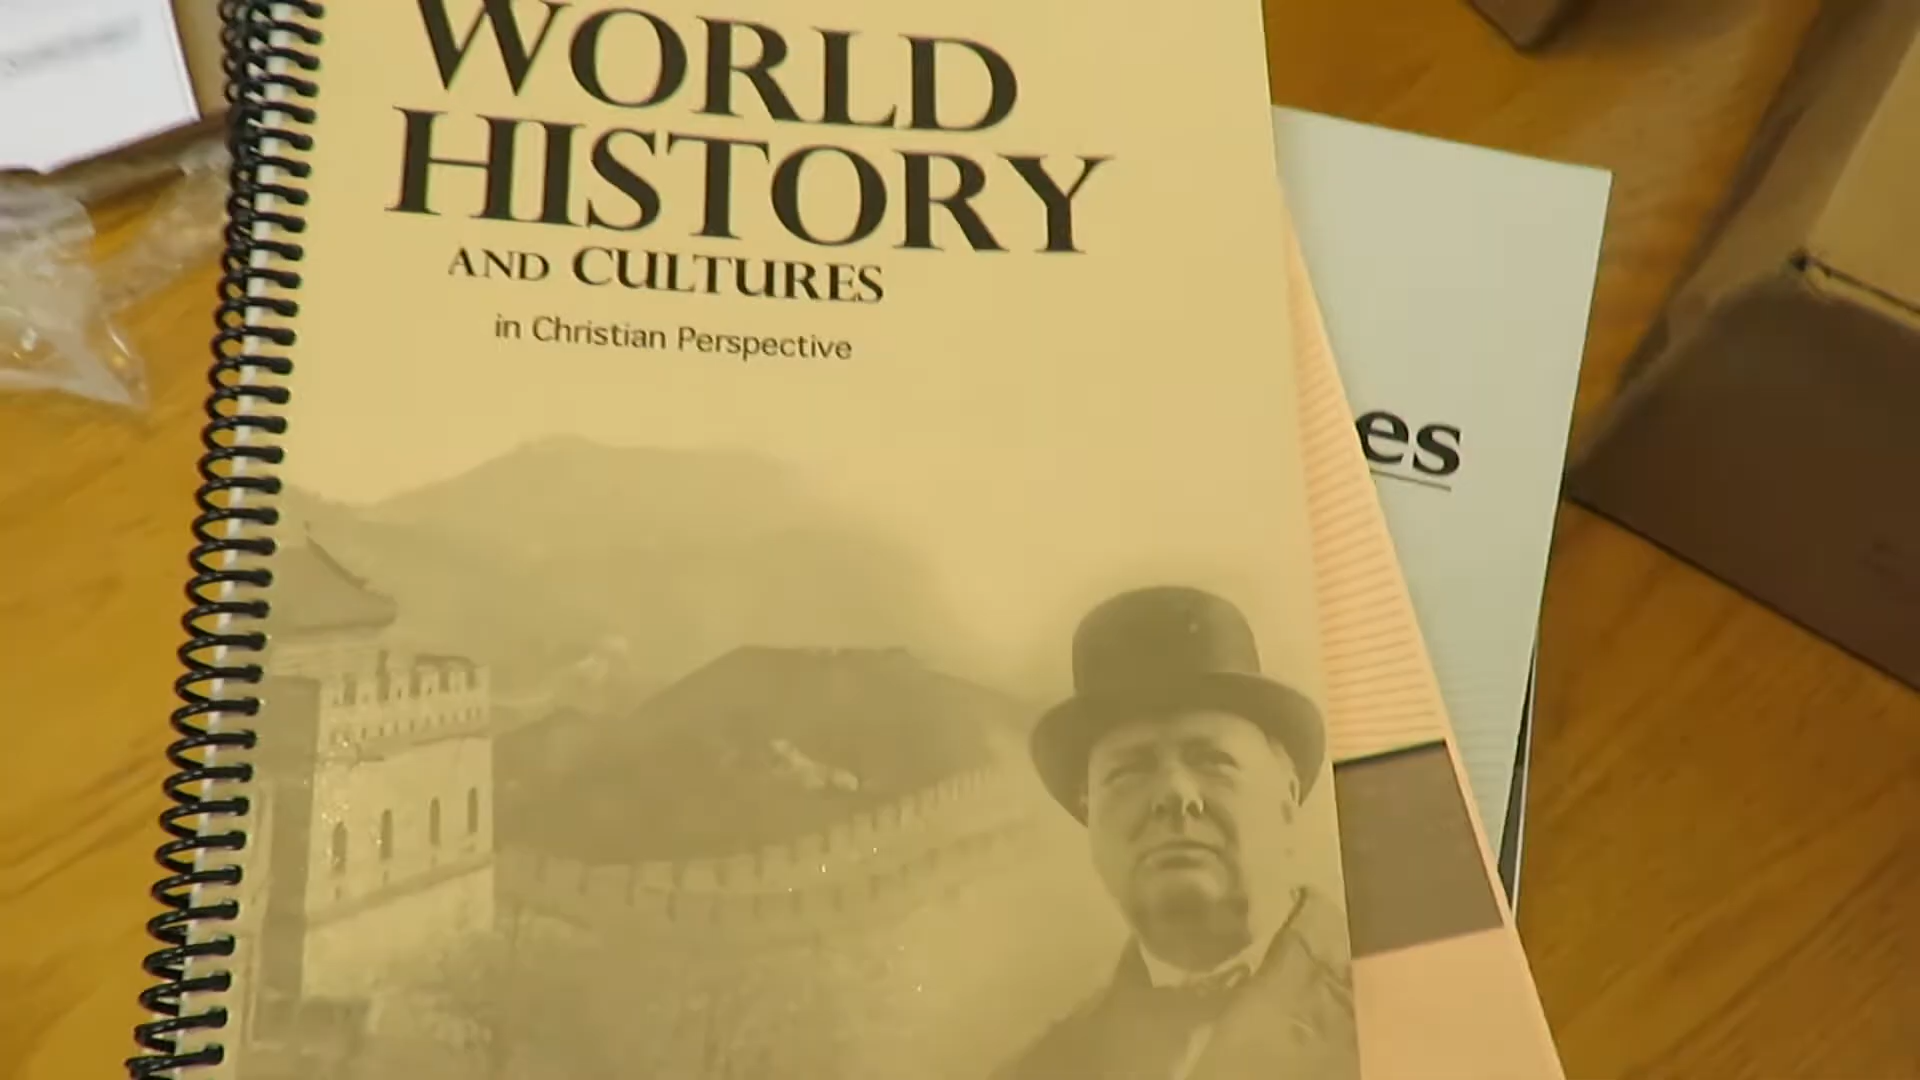 WORLD
HISTORY
AND CULTURES
in Christian Perspective
es